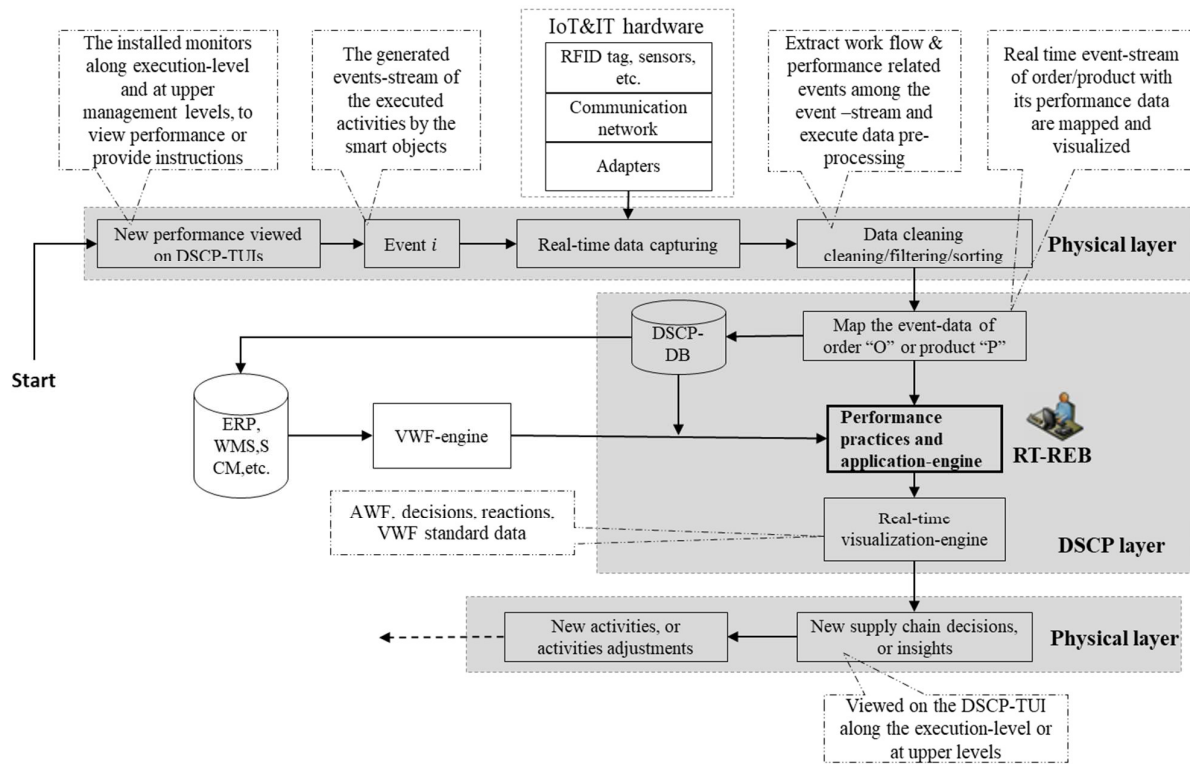 The installed monitors
along execution-level
and at upper
management levels, to
view performance or
provide instructions
The generated
events-stream of
the executed
activities by the
smart objects
IoT&IT hardware
RFID tag, sensors,
etc.
Communication
network
Adapters
Extract work flow &
performance related
events among the
event –stream and
execute data pre-
processing
Real time event-stream
of order/product with
its performance data
are mapped and
visualized
New performance viewed
on DSCP-TUIs
Event i
Real-time data capturing
Data cleaning
cleaning/filtering/sorting
Physical layer
Start
DSCP-
DB
Map the event-data of
order “O” or product “P”
ERP,
WMS,S
CM,etc.
VWF-engine
Performance
practices and
application-engine
RT-REB
AWF, decisions, reactions,
VWF standard data
Real-time
visualization-engine
DSCP layer
New activities, or
activities adjustments
New supply chain decisions,
or insights
Physical layer
Viewed on the DSCP-TUI
along the execution-level or
at upper levels